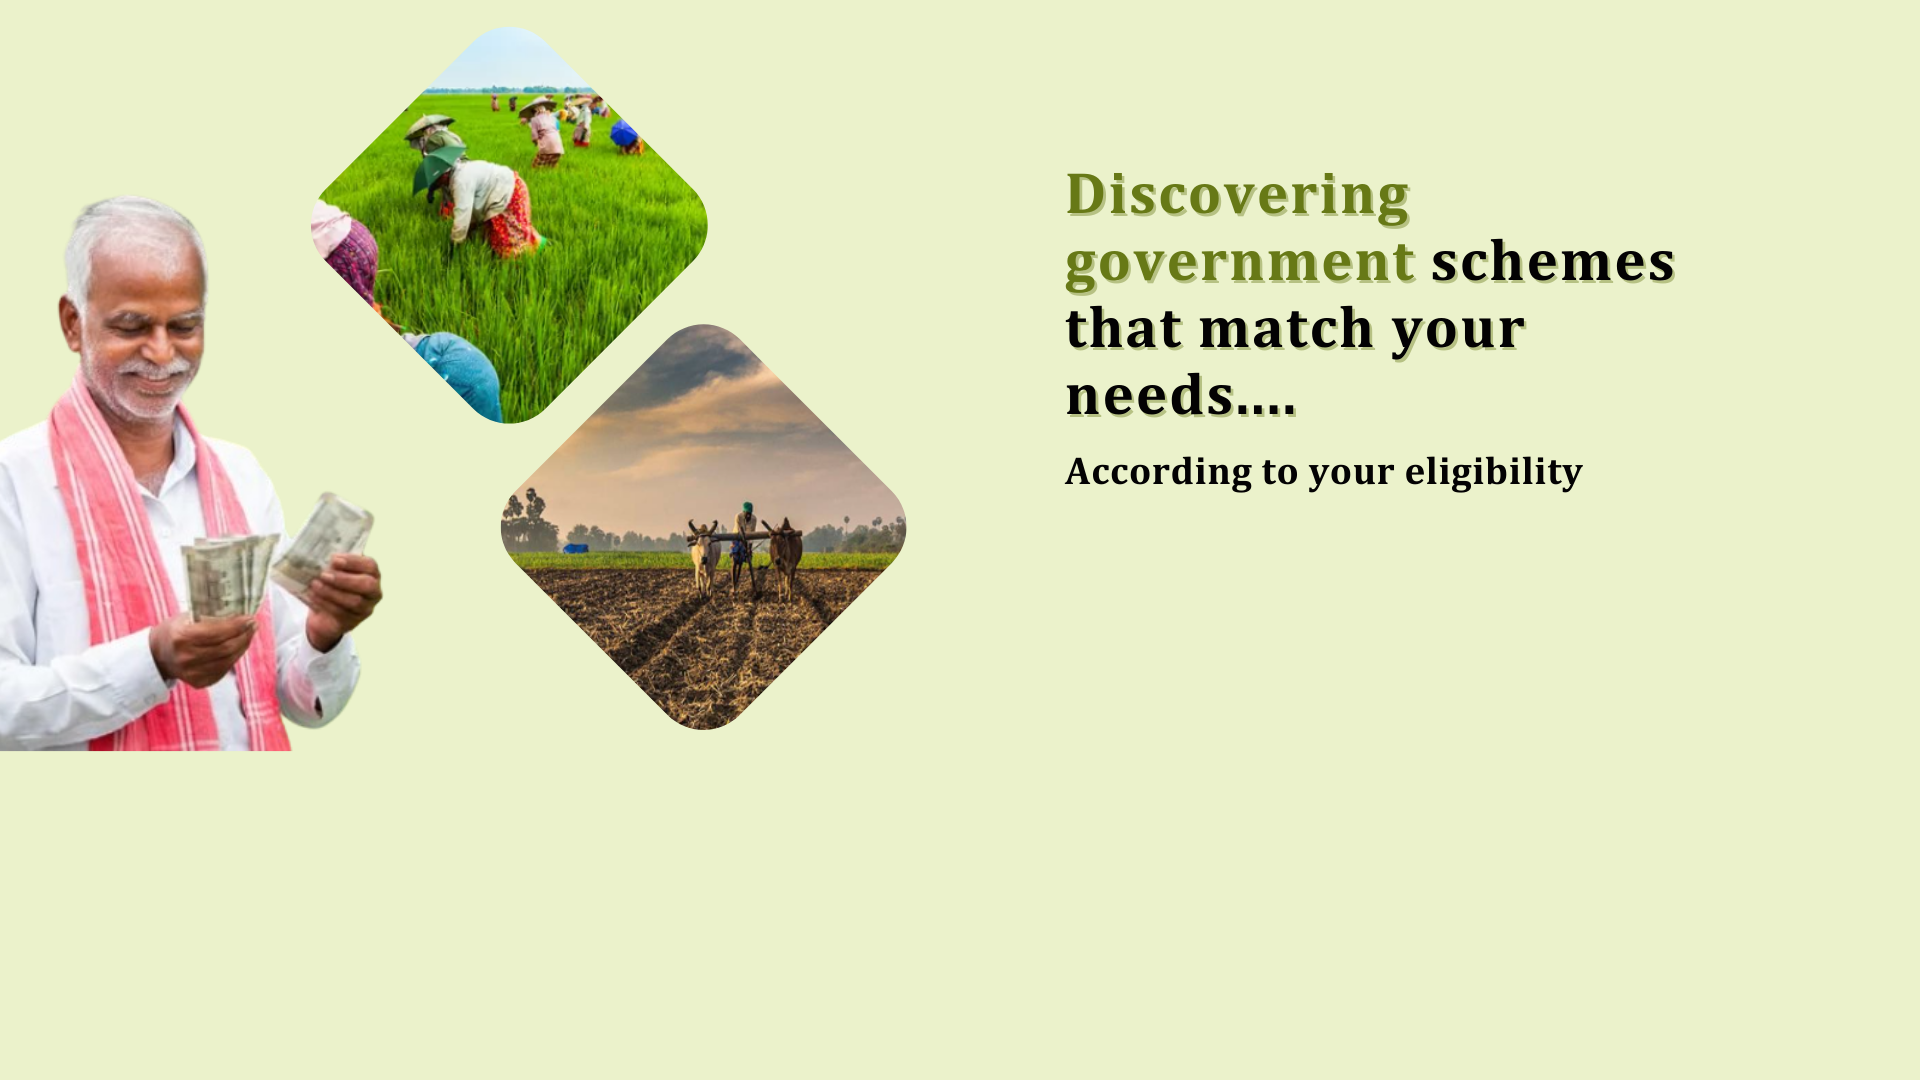 Discovering
government schemes
that match your
needs....
According to your eligibility